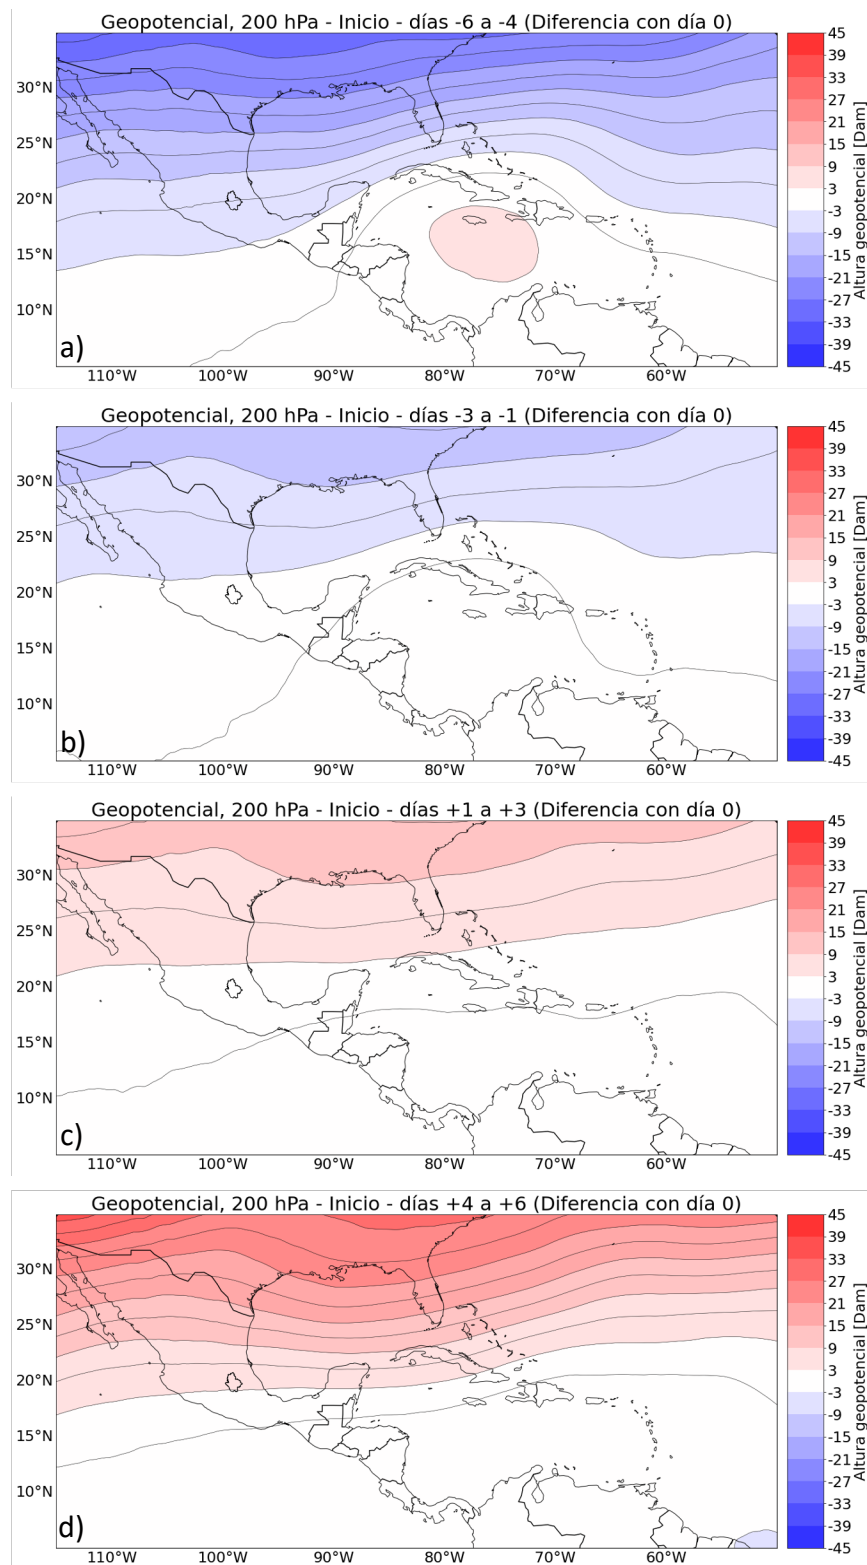 Geopotencial, 200 hPa - Inicio - días -6 a -4 (Diferencia con día 0)
30°N
25°N
20°N
15°N
10°N
a)
110°W 100°W 90°W 80°W 70°W 60°W
45
39
33
27
21
15
9
3
-3
-9
-15
-21
-27
-33
-39
-45
Altura geopotencial [Dam]
Geopotencial, 200 hPa - Inicio - días -3 a -1 (Diferencia con día 0)
30°N
25°N
20°N
15°N
10°N
b)
110°W 100°W 90°W 80°W 70°W 60°W
45
39
33
27
21
15
9
3
-3
-9
-15
-21
-27
-33
-39
-45
Altura geopotencial [Dam]
Geopotencial, 200 hPa - Inicio - días +1 a +3 (Diferencia con día 0)
30°N
25°N
20°N
15°N
10°N
c)
110°W 100°W 90°W 80°W 70°W 60°W
45
39
33
27
21
15
9
3
-3
-9
-15
-21
-27
-33
-39
-45
Altura geopotencial [Dam]
Geopotencial, 200 hPa - Inicio - días +4 a +6 (Diferencia con día 0)
30°N
25°N
20°N
15°N
10°N
d)
110°W 100°W 90°W 80°W 70°W 60°W
45
39
33
27
21
15
9
3
-3
-9
-15
-21
-27
-33
-39
-45
Altura geopotencial [Dam]